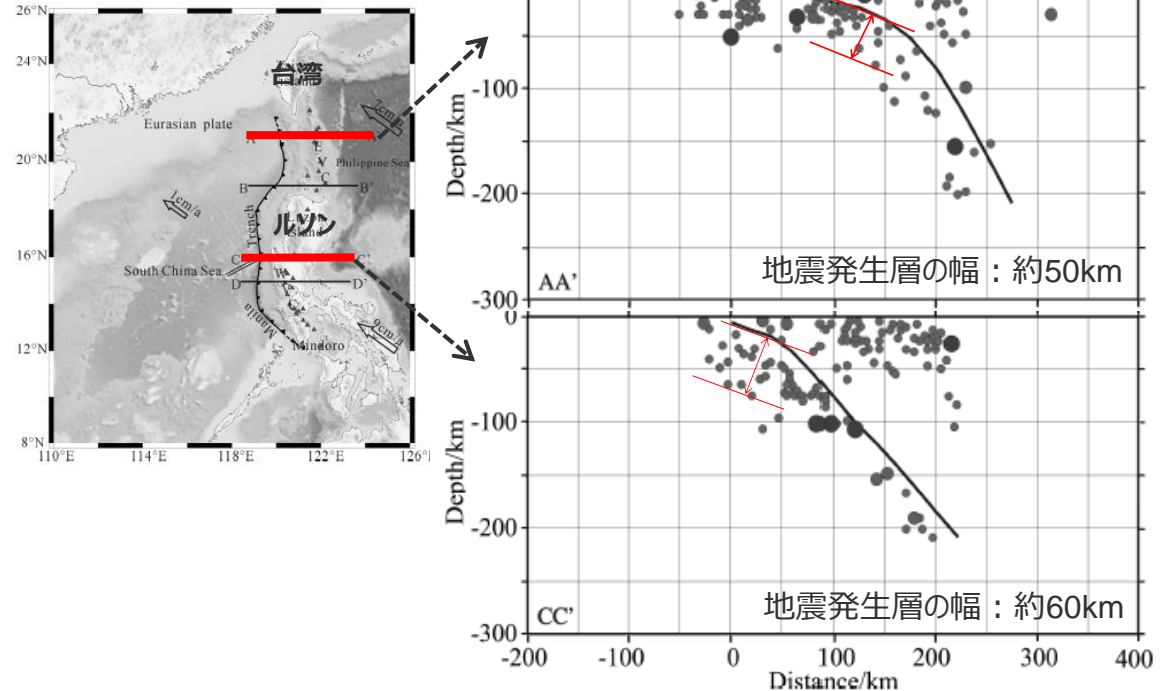 26°N
24°N
台湾
Eurasian plate
7cm/a
A
E
20°N
V
Philippine Sea
C
B
B'
1cm/a
Trench
ルソン
16°N
C
C'
South China Sea
W
D
D'
Manila
9cm/a
12°N
Mindoro
8°N
110°E
114°E
118°E
122°E
126°
Depth/km
-100
-200
-300
AA'
地震発生層の幅：約50km
0
Depth/km
-100
-200
-300
CC'
地震発生層の幅：約60km
-200
-100
0
100
200
300
400
Distance/km